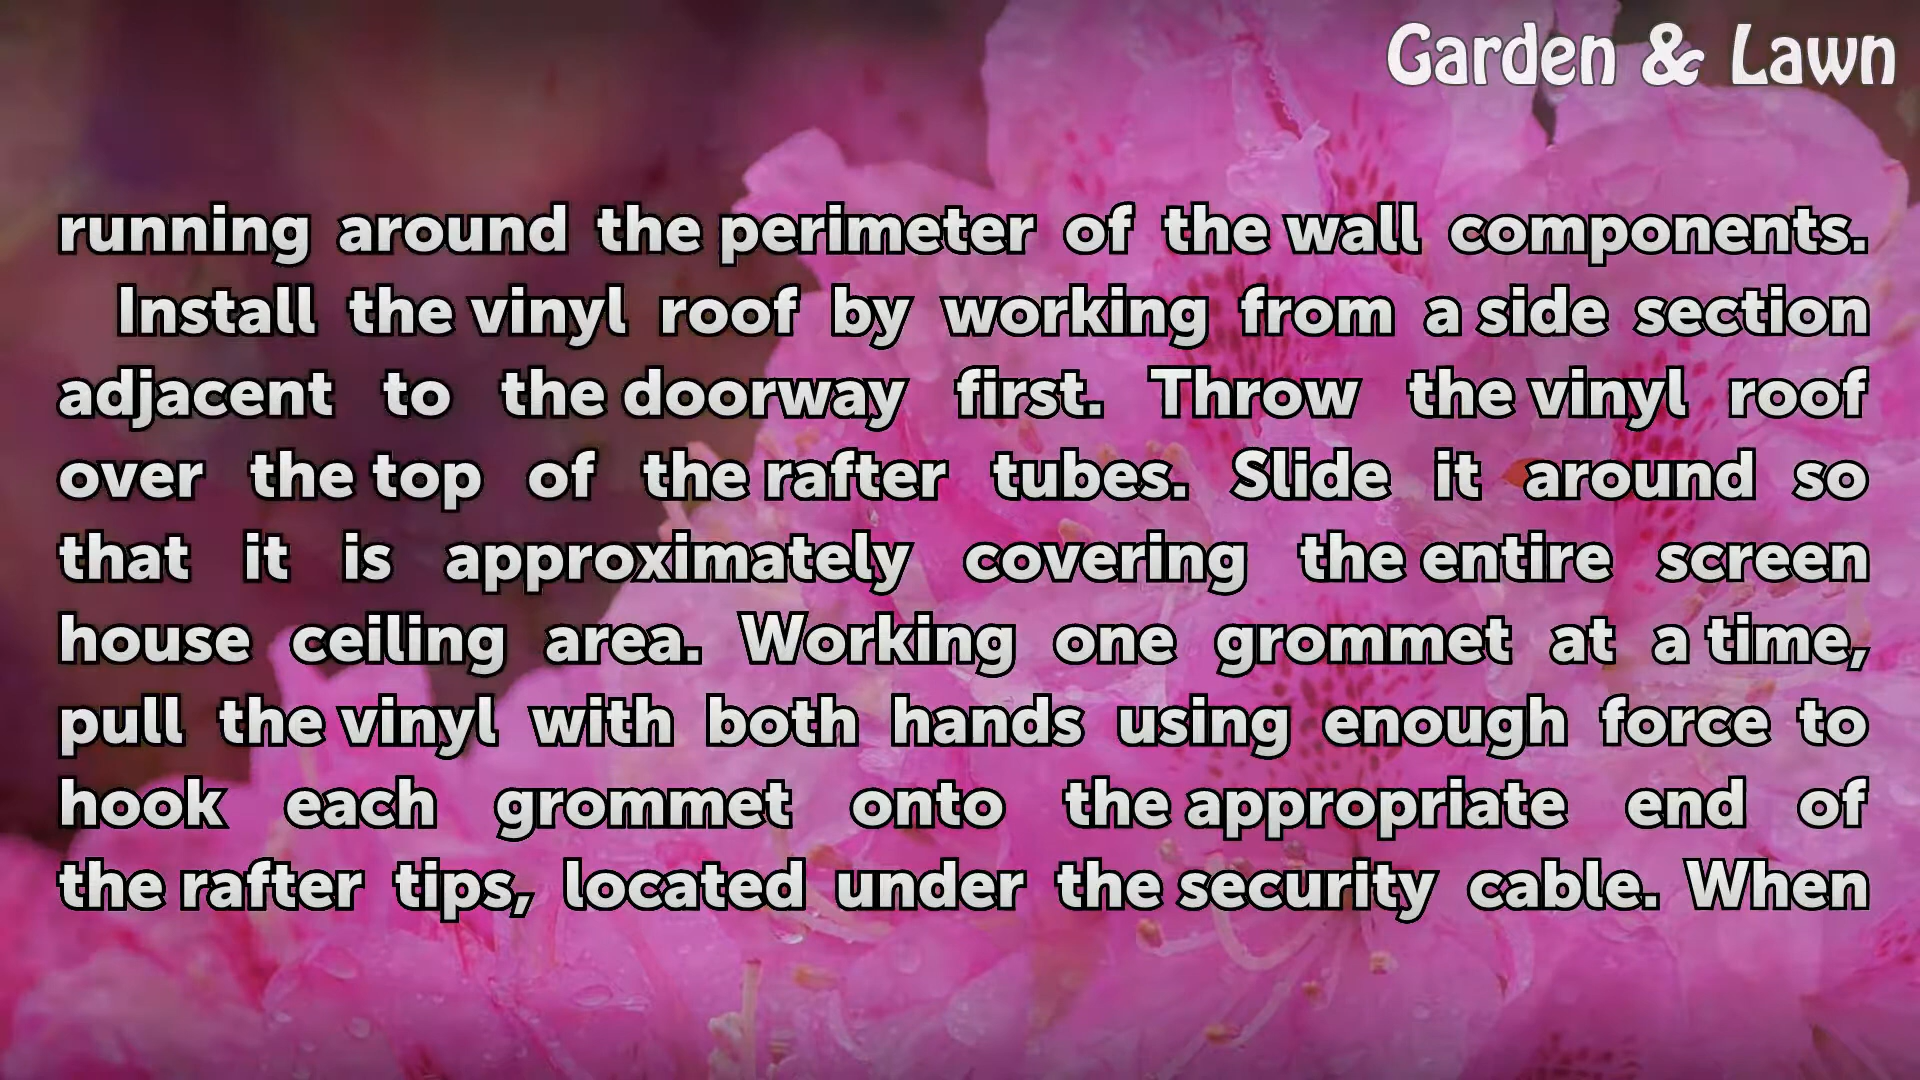 Garden & Lawn
running around the perimeter of the wall components.
Install the vinyl roof by working from a side section
adjacent to the doorway first. Throw the vinyl roof
over the top of the rafter tubes. Slide it around so
that it is approximately covering the entire screen
house ceiling area. Working one grommet at a time,
pull the vinyl with both hands using enough force to
hook each grommet onto the appropriate end of
the rafter tips, located under the security cable. When